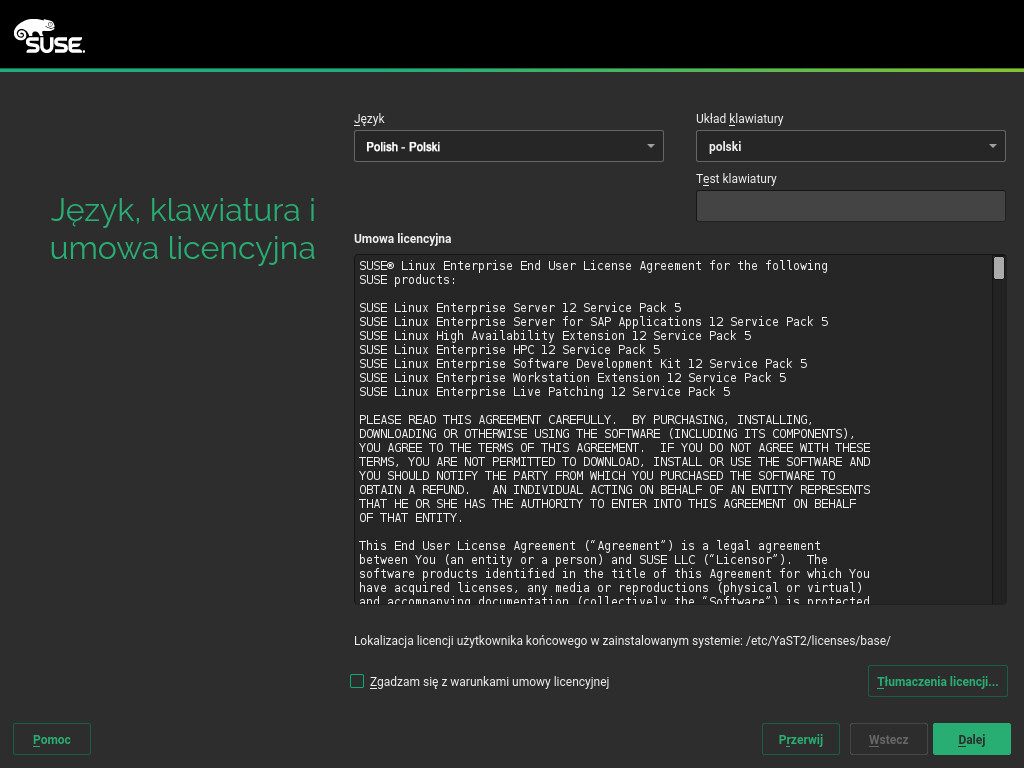 SUSE.
Język
Układ klawiatury
Polish - Polski
polski
Test klawiatury
Język, klawiatura i
umowa licencyjna
Umowa licencyjna
SUSE® Linux Enterprise End User License Agreement for the following
SUSE products:
SUSE Linux Enterprise Server 12 Service Pack 5
SUSE Linux Enterprise Server for SAP Applications 12 Service Pack 5
SUSE Linux High Availability Extension 12 Service Pack 5
SUSE Linux Enterprise HPC 12 Service Pack 5
SUSE Linux Enterprise Software Development Kit 12 Service Pack 5
SUSE Linux Enterprise Workstation Extension 12 Service Pack 5
SUSE Linux Enterprise Live Patching 12 Service Pack 5
PLEASE READ THIS AGREEMENT CAREFULLY.  BY PURCHASING, INSTALLING,
DOWNLOADING OR OTHERWISE USING THE SOFTWARE (INCLUDING ITS COMPONENTS),
YOU AGREE TO THE TERMS OF THIS AGREEMENT.  IF YOU DO NOT AGREE WITH THESE
TERMS, YOU ARE NOT PERMITTED TO DOWNLOAD, INSTALL OR USE THE SOFTWARE AND
YOU SHOULD NOTIFY THE PARTY FROM WHICH YOU PURCHASED THE SOFTWARE TO
OBTAIN A REFUND.   AN INDIVIDUAL ACTING ON BEHALF OF AN ENTITY REPRESENTS
THAT HE OR SHE HAS THE AUTHORITY TO ENTER INTO THIS AGREEMENT ON BEHALF
OF THAT ENTITY.
This End User License Agreement (“Agreement”) is a legal agreement
between You (an entity or a person) and SUSE LLC (“Licensor”).  The
software products identified in the title of this Agreement for which You
have acquired licenses, any media or reproductions (physical or virtual)
and accompanying documentation (collectively the “Software”) is protected
Lokalizacja licencji użytkownika końcowego w zainstalowanym systemie: /etc/YaST2/licenses/base/
Zgadzam się z warunkami umowy licencyjnej
Tłumaczenia licencji...
Pomoc
Przerwij
Wstecz
Dalej